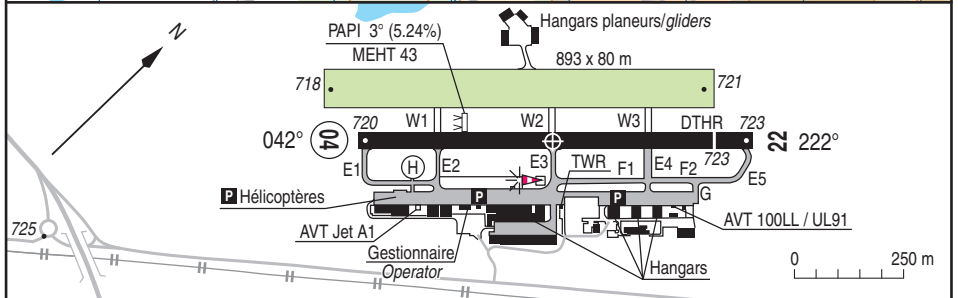 N
Hangars planeurs/gliders
PAPI 3° (5.24%)
MEHT 43
893 x 80 m
718
721
W1
W2
W3
DTHR
723
720
042°
04
22
222°
723
E1
H
E2
E3
TWR
F1
E4
F2
E5
G
P Hélicoptères
P
P
AVT Jet A1
AVT 100LL / UL91
725
Gestionnaire
Operator
Hangars
0
250 m